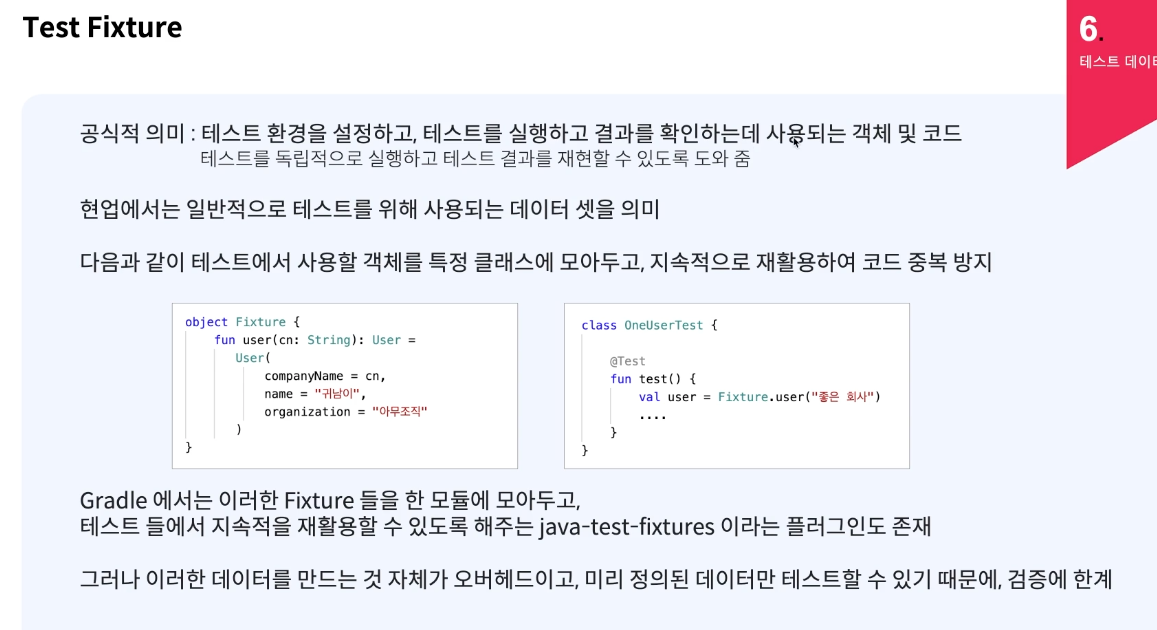 Test Fixture
6.
테스트 데이터
공식적 의미 : 테스트 환경을 설정하고, 테스트를 실행하고 결과를 확인하는데 사용되는 객체 및 코드
테스트를 독립적으로 실행하고 테스트 결과를 재현할 수 있도록 도와 줌
현업에서는 일반적으로 테스트를 위해 사용되는 데이터 셋을 의미
다음과 같이 테스트에서 사용할 객체를 특정 클래스에 모아두고, 지속적으로 재활용하여 코드 중복 방지
object Fixture {
fun user(cn: String): User =
User(
companyName = cn,
name = "귀남이",
organization = "아무조직"
)
}
class OneUserTest {
@Test
fun test() {
val user = Fixture.user("좋은 회사")
....
}
}
Gradle 에서는 이러한 Fixture 들을 한 모듈에 모아두고,
테스트 들에서 지속적을 재활용할 수 있도록 해주는 java-test-fixtures 이라는 플러그인도 존재
그러나 이러한 데이터를 만드는 것 자체가 오버헤드이고, 미리 정의된 데이터만 테스트할 수 있기 때문에, 검증에 한계